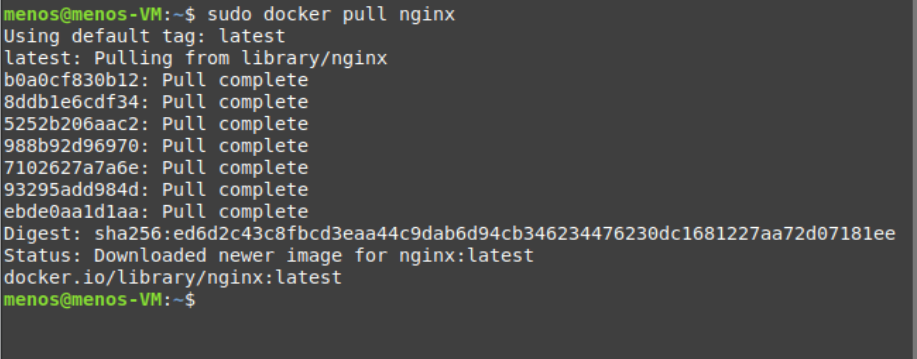 menos@menos-VM:~$ sudo docker pull nginx
Using default tag: latest
latest: Pulling from library/nginx
b0a0cf830b12: Pull complete
8ddb1e6cdf34: Pull complete
5252b206aac2: Pull complete
988b92d96970: Pull complete
7102627a7a6e: Pull complete
93295add984d: Pull complete
ebde0aa1d1aa: Pull complete
Digest: sha256:ed6d2c43c8fbcd3eaa44c9dab6d94cb346234476230dc1681227aa72d07181ee
Status: Downloaded newer image for nginx:latest
docker.io/library/nginx:latest
menos@menos-VM:~$